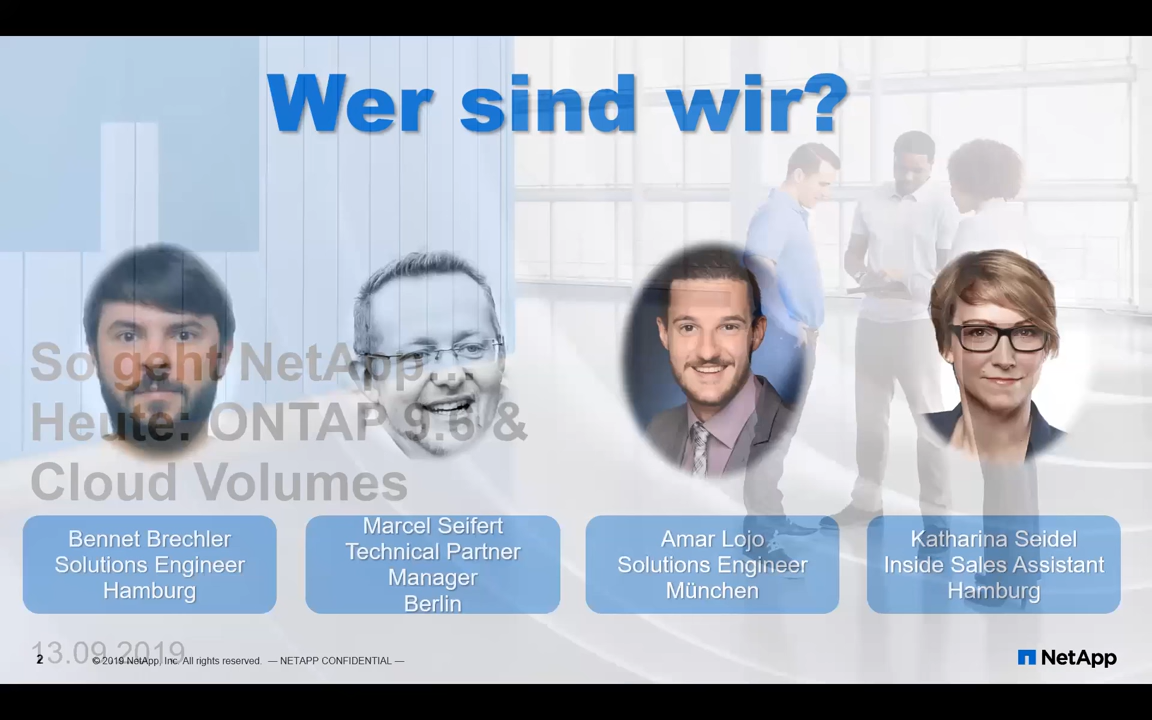 Wer sind wir?
So geht NetApp...
Heute: ONTAP 9.6 &
Cloud Volumes
Bennet Brechler
Solutions Engineer
Hamburg
Marcel Seifert
Technical Partner
Manager
Berlin
Amar Lojo
Solutions Engineer
München
Katharina Seidel
Inside Sales Assistant
Hamburg
13.09.2019
2 © 2019 NetApp, Inc. All rights reserved. — NETAPP CONFIDENTIAL —
NetApp